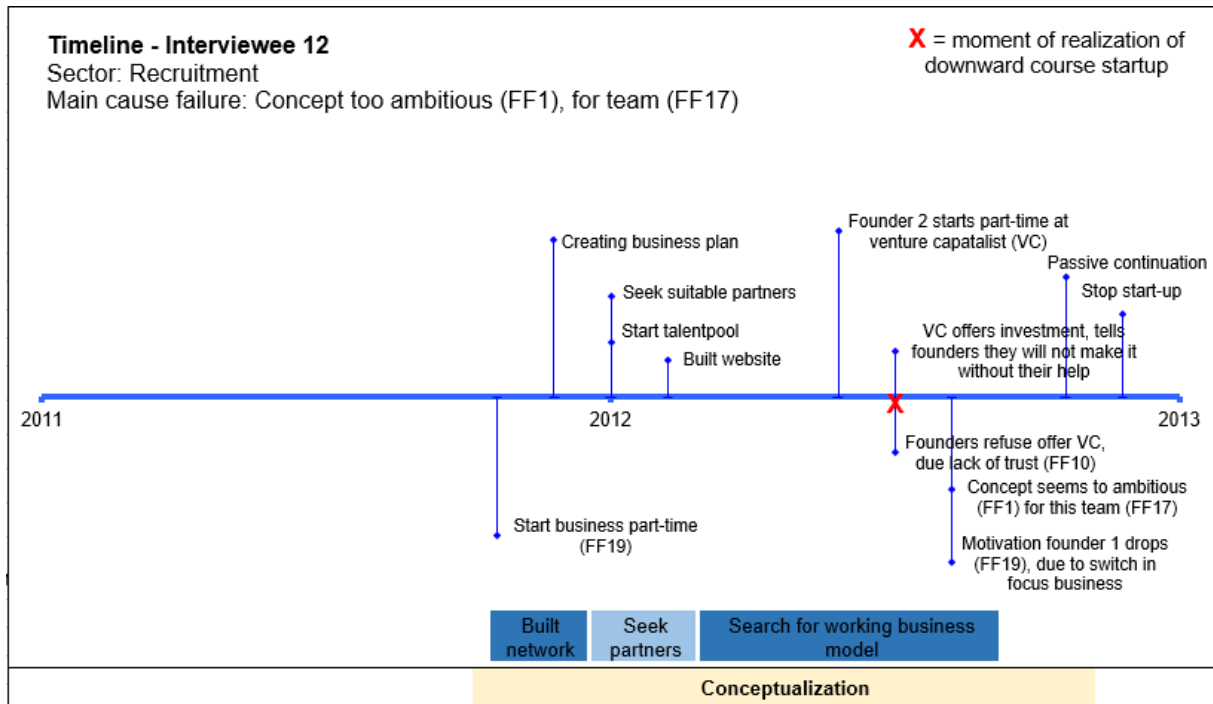 Timeline - Interviewee 12
Sector: Recruitment
Main cause failure: Concept too ambitious (FF1), for team (FF17)
X = moment of realization of
downward course startup
Founder 2 starts part-time at
venture capatalist (VC)
Creating business plan
Passive continuation
Seek suitable partners
Stop start-up
Start talentpool
VC offers investment, tells
founders they will not make it
without their help
Built website
X
2011
2012
2013
Founders refuse offer VC,
due lack of trust (FF10)
Concept seems to ambitious
(FF1) for this team (FF17)
Start business part-time
(FF19)
Motivation founder 1 drops
(FF19), due to switch in
focus business
Built
network
Seek
partners
Search for working business
model
Conceptualization